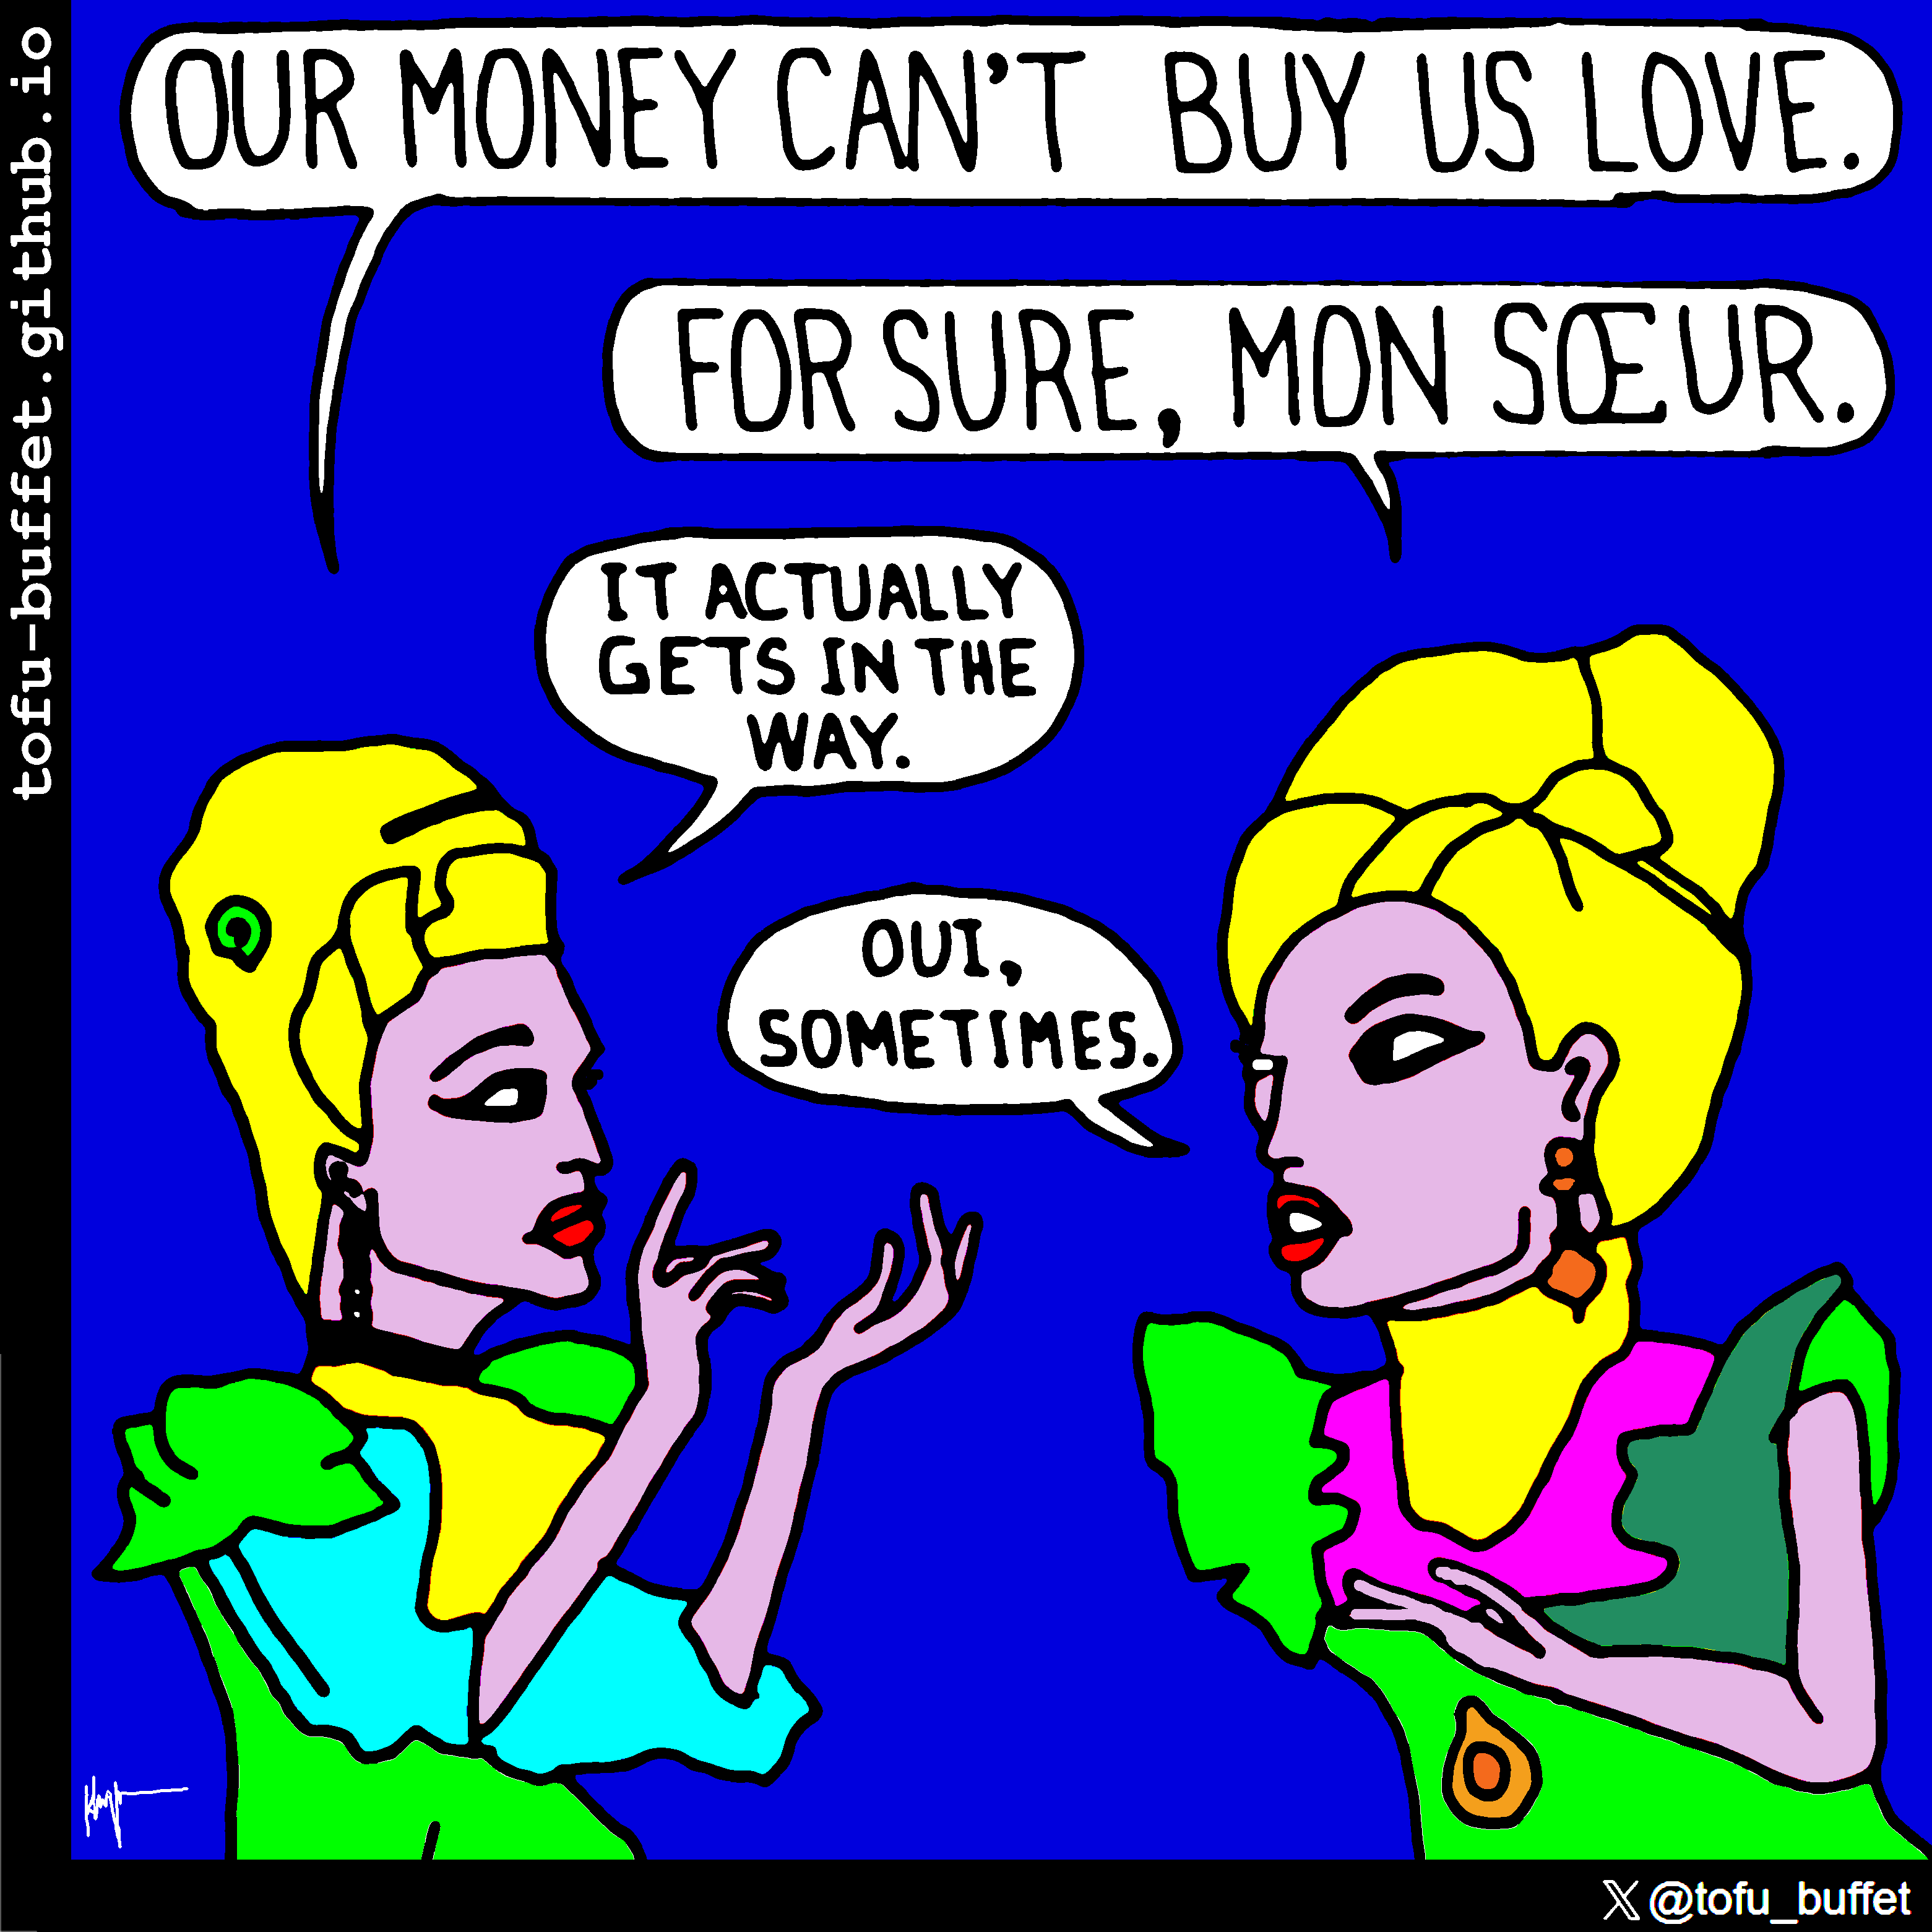 OUR MONEY CAN'T BUY US LOVE.
FOR SURE, MON SŒUR.
IT ACTUALLY
GETS IN THE
WAY.
OUI,
SOMETIMES.
tofu-buffet.github.io
X @tofu_buffet